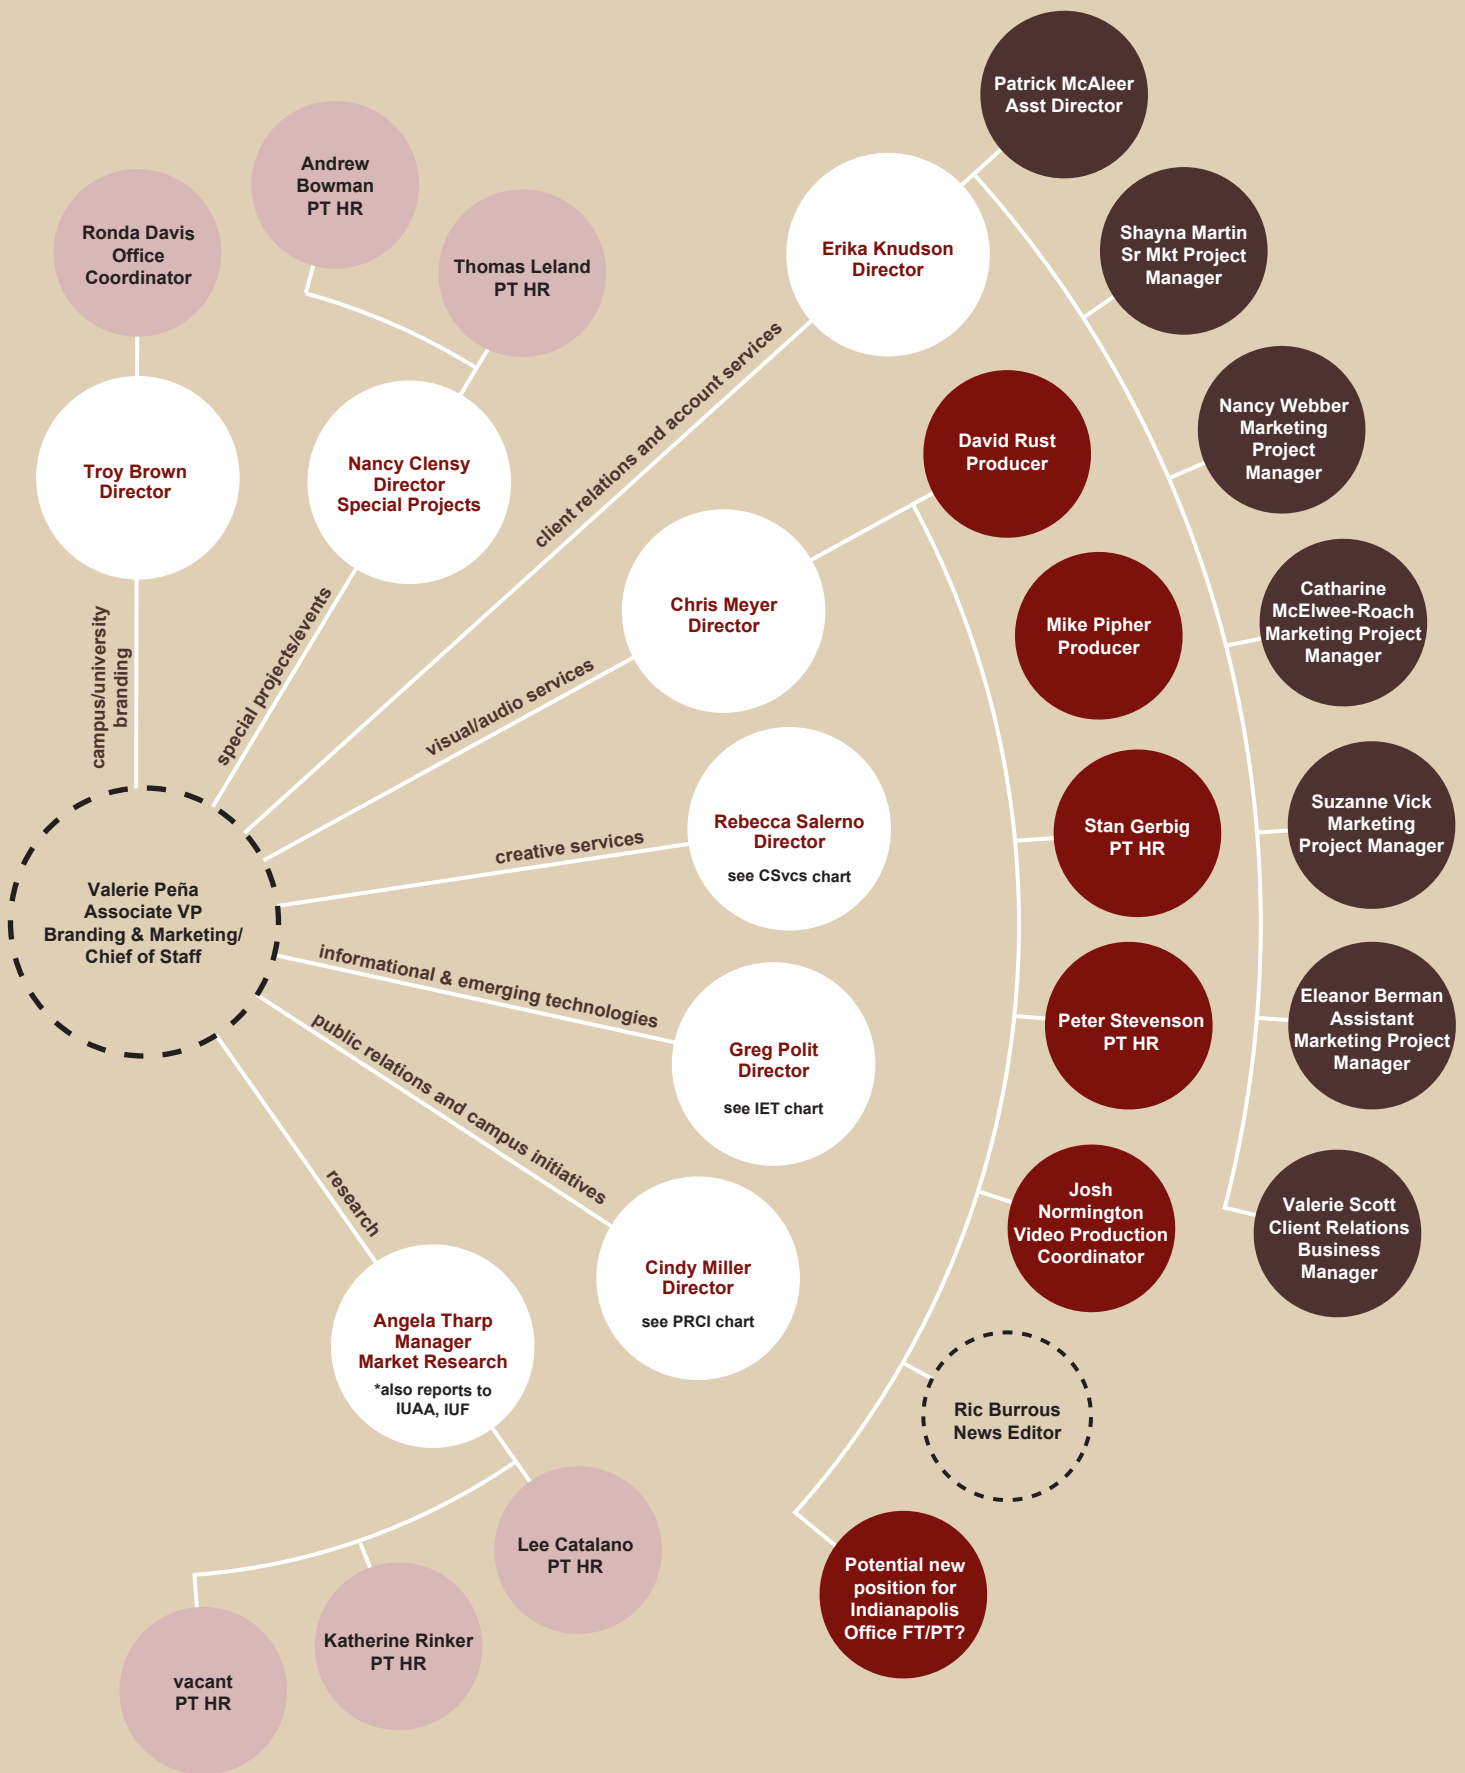 Patrick McAleer
Asst Director
Andrew
Bowman
PT HR
Ronda Davis
Office
Coordinator
Thomas Leland
PT HR
Erika Knudson
Director
Shayna Martin
Sr Mkt Project
Manager
Nancy Webber
Marketing
Project
Manager
David Rust
Producer
Troy Brown
Director
Nancy Clensy
Director
Special Projects
client relations and account services
Catharine
McElwee-Roach
Marketing Project
Manager
Chris Meyer
Director
Mike Pipher
Producer
campus/university
branding
special projects/events
visual/audio services
Rebecca Salerno
Director
see CSvcs chart
Stan Gerbig
PT HR
Suzanne Vick
Marketing
Project Manager
creative services
Valerie Peña
Associate VP
Branding & Marketing/
Chief of Staff
informational & emerging technologies
Peter Stevenson
PT HR
Eleanor Berman
Assistant
Marketing Project
Manager
Greg Polit
Director
see IET chart
public relations and campus initiatives
research
Josh
Normington
Video Production
Coordinator
Valerie Scott
Client Relations
Business
Manager
Cindy Miller
Director
see PRCI chart
Angela Tharp
Manager
Market Research
*also reports to
IUAA, IUF
Ric Burrous
News Editor
Lee Catalano
PT HR
Potential new
position for
Indianapolis
Office FT/PT?
Katherine Rinker
PT HR
vacant
PT HR